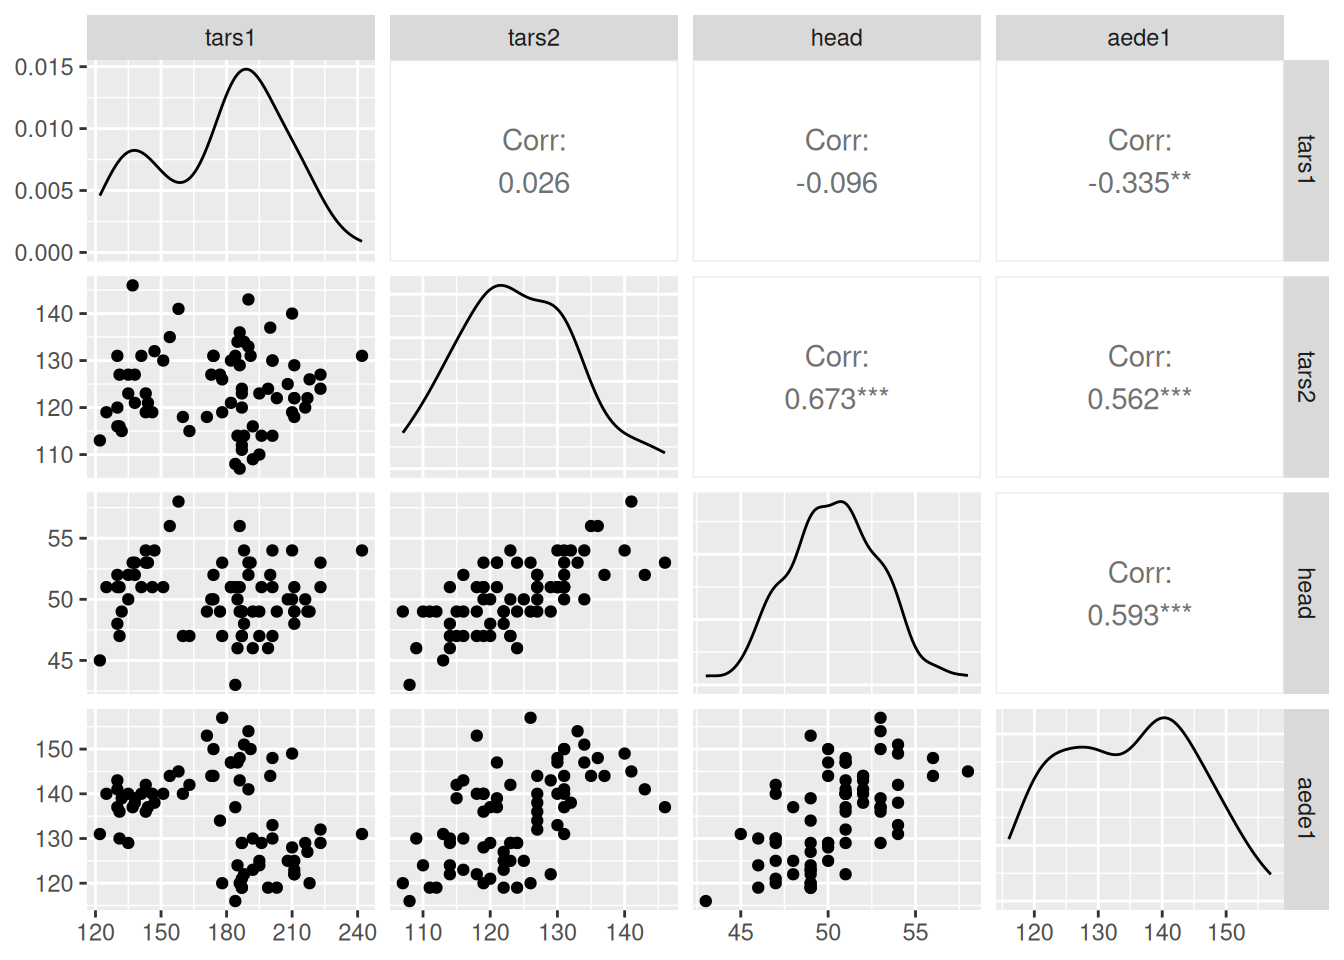 tars1 tars2 head aede1
0.015
0.010
0.005
0.000
Corr:
0.026
Corr:
-0.096
Corr:
-0.335**
tars1
140
130
120
110
Corr:
0.673***
Corr:
0.562***
tars2
55
50
45
Corr:
0.593***
head
150
140
130
120
aede1
120 150 180 210 240 110 120 130 140 45 50 55 120 130 140 150